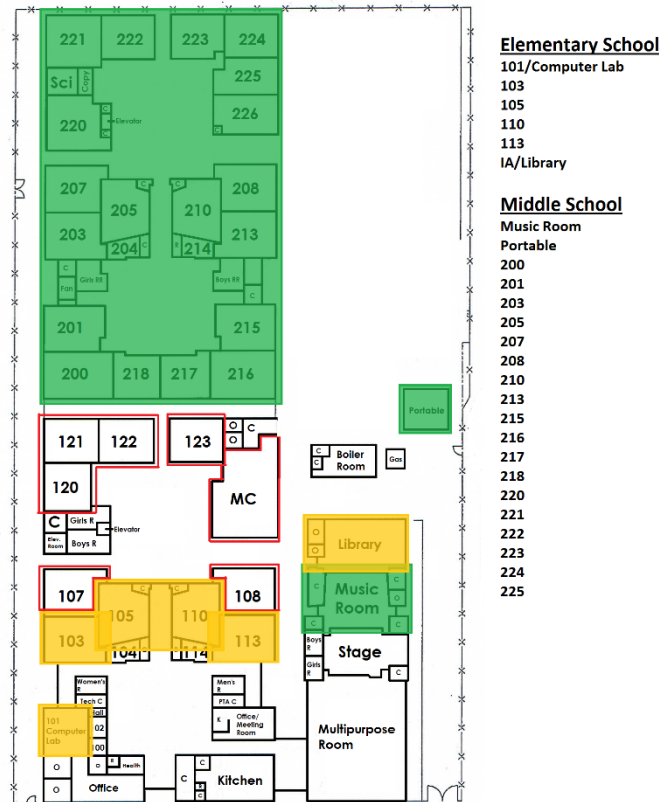 221 222 223 224
Elementary School
101/Computer Lab
103
105
110
113
IA/Library
Middle School
Music Room
Portable
200
201
203
205
207
208
210
213
215
216
217
218
220
221
222
223
224
225
Sci Copy 225
220 C Elevator C 226 C
207 C C 208
205 210
203 204 C R 214 213
C Girls RR Boys RR C
Fan C
201 215
200 218 217 216
Portable
121 122 123 O O C
120 MC
C C Boiler Room Gas
C Girls R Elevator
Elev. Room Boys R
O O Library
107 C C 108
105 110
C C Music Room C O C C
103 104 C C 114 113
Boys R Stage
Girls R C
Women's R Men's R
Tech C PTA C
101 Computer Lab Hall 102 100
K Office/ Meeting Room
Multipurpose Room
O O O R Health
Office
C C R C Kitchen